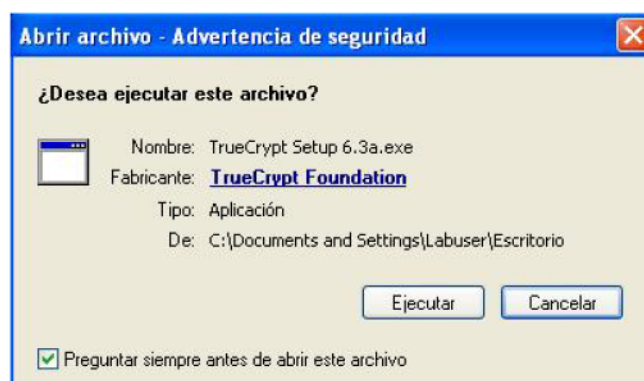 Abrir archivo - Advertencia de seguridad
¿Desea ejecutar este archivo?
Nombre: TrueCrypt Setup 6.3a.exe
Fabricante: TrueCrypt Foundation
Tipo: Aplicación
De: C:\Documents and Settings\Labuser\Escritorio
Ejecutar Cancelar
Preguntar siempre antes de abrir este archivo